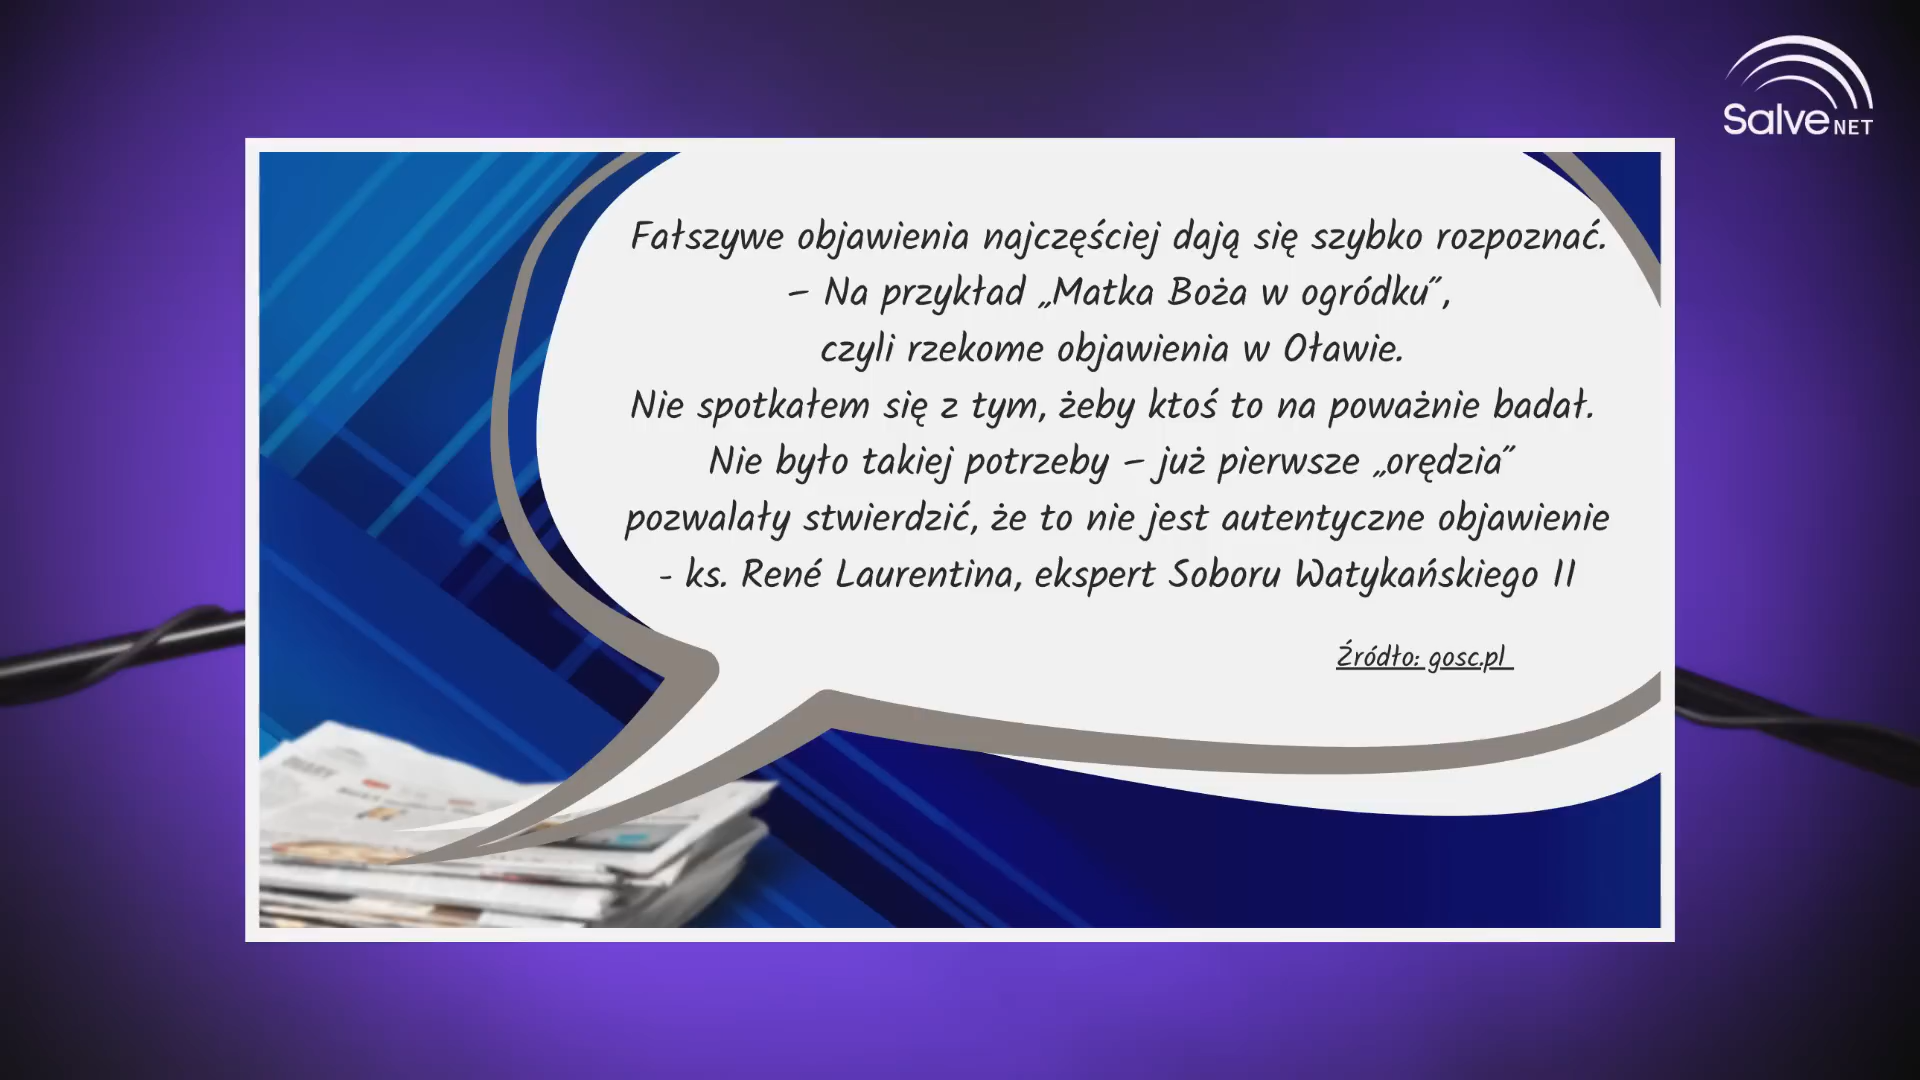 Salve NET
Fałszywe objawienia najczęściej dają się szybko rozpoznać.
– Na przykład „Matka Boża w ogródku",
czyli rzekome objawienia w Oławie.
Nie spotkałem się z tym, żeby ktoś to na poważnie badał.
Nie było takiej potrzeby – już pierwsze „orędzia"
pozwalały stwierdzić, że to nie jest autentyczne objawienie
- ks. René Laurentina, ekspert Soboru Watykańskiego II
Źródło: gosc.pl